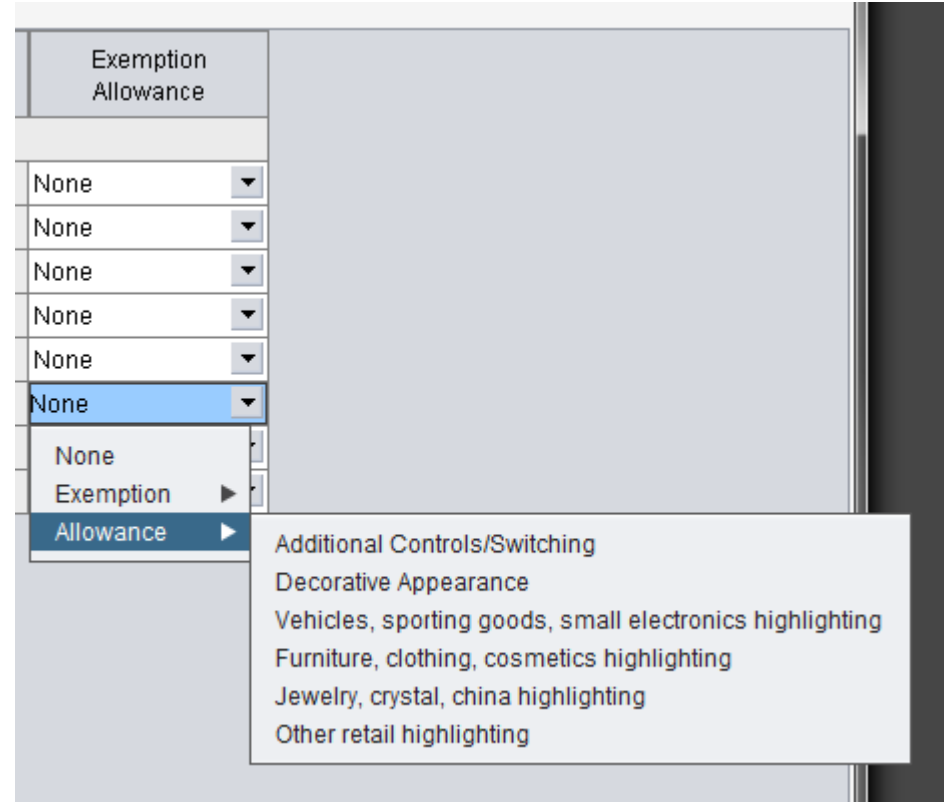 Exemption
Allowance
None
None
None
None
None
None
None
Exemption
Allowance
Additional Controls/Switching
Decorative Appearance
Vehicles, sporting goods, small electronics highlighting
Furniture, clothing, cosmetics highlighting
Jewelry, crystal, china highlighting
Other retail highlighting